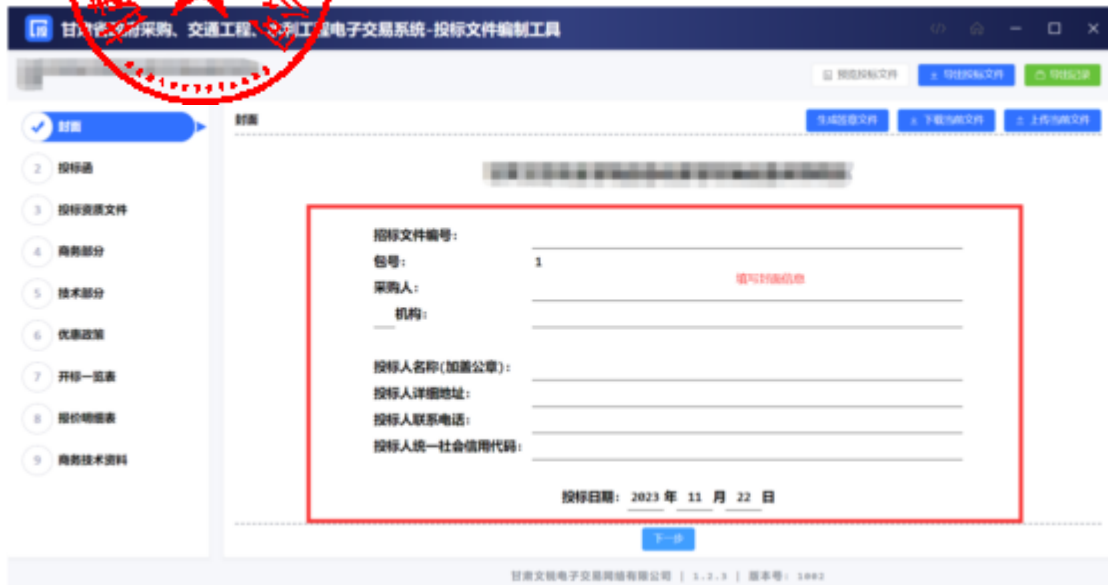 甘肃省政府采购、交通工程、水利工程电子交易系统-投标文件编制工具
预览投标文件
导出投标文件
导出记录
封面
封面
生成签章文件
下载当前文件
上传当前文件
2 投标函
3 投标资质文件
4 商务部分
5 技术部分
6 优惠政策
7 开标一览表
8 报价明细表
9 商务技术资料
招标文件编号:
包号: 1
填写封面信息
采购人:
机构:
投标人名称(加盖公章):
投标人详细地址:
投标人联系电话:
投标人统一社会信用代码:
投标日期: 2023 年 11 月 22 日
下一步
甘肃文锐电子交易网络有限公司 | 1.2.3 | 版本号: 1002